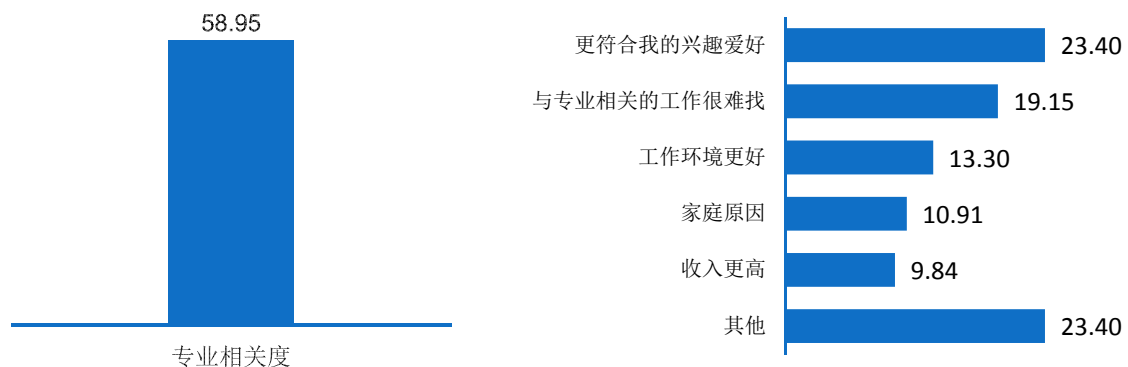 58.95
专业相关度
更符合我的兴趣爱好 23.40
与专业相关的工作很难找 19.15
工作环境更好 13.30
家庭原因 10.91
收入更高 9.84
其他 23.40